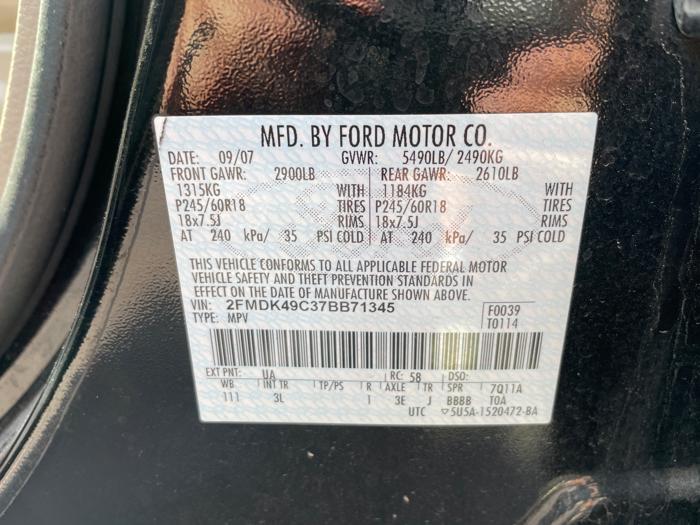 MFD. BY FORD MOTOR CO.
DATE: 09/07 GVWR: 5490LB/ 2490KG
FRONT GAWR: 2900LB REAR GAWR: 2610LB
1315KG WITH 1184KG WITH
P245/60R18 TIRES P245/60R18 TIRES
18x7.5J RIMS 18x7.5J RIMS
AT 240 kPa/ 35 PSI COLD AT 240 kPa/ 35 PSI COLD
THIS VEHICLE CONFORMS TO ALL APPLICABLE FEDERAL MOTOR
VEHICLE SAFETY AND THEFT PREVENTION STANDARDS IN
EFFECT ON THE DATE OF MANUFACTURE SHOWN ABOVE.
VIN: 2FMDK49C37BB71345 F0039
TYPE: MPV T0114
EXT PNT: UA RC: 58 DSO:
WB INT TR TP/PS R AXLE TR SPR 7Q11A
111 3L 1 3E J BBBB TOA
UTC ▽5U5A-1520472-BA